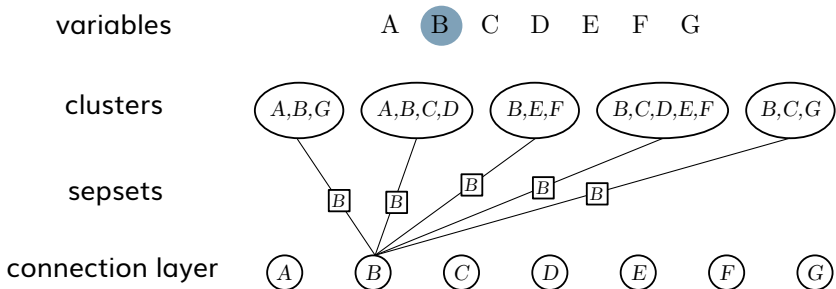 variables A B C D E F G
clusters A,B,G A,B,C,D B,E,F B,C,D,E,F B,C,G
sepsets B B B B B
connection layer A B C D E F G